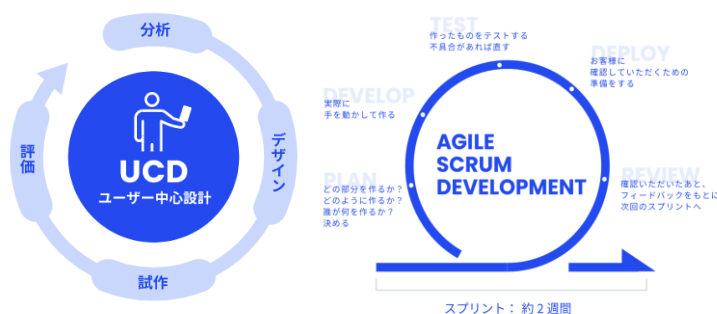 分析
デザイン
試作
評価
UCD
ユーザー中心設計
TEST
作ったものをテストする
不具合があれば直す
DEPLOY
お客様に
確認していただくための
準備をする
DEVELOP
実際に
手を動かして作る
AGILE
SCRUM
DEVELOPMENT
PLAN
どの部分を作るか？
どのように作るか？
誰が何を作るか？
決める
REVIEW
確認いただいたあと、
フィードバックをもとに
次回のスプリントへ
スプリント： 約２週間